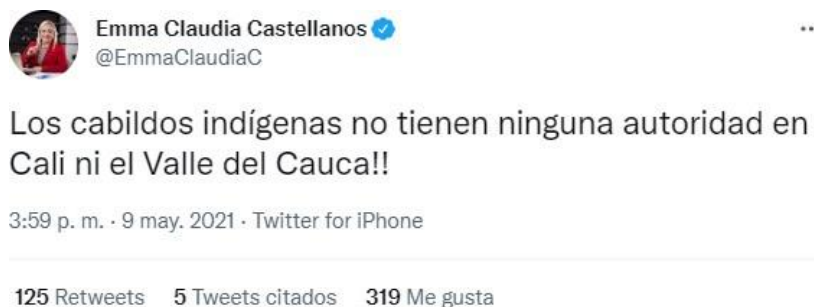 Emma Claudia Castellanos
@EmmaClaudiaC
Los cabildos indígenas no tienen ninguna autoridad en
Cali ni el Valle del Cauca!!
3:59 p. m. · 9 may. 2021 · Twitter for iPhone
125 Retweets 5 Tweets citados 319 Me gusta